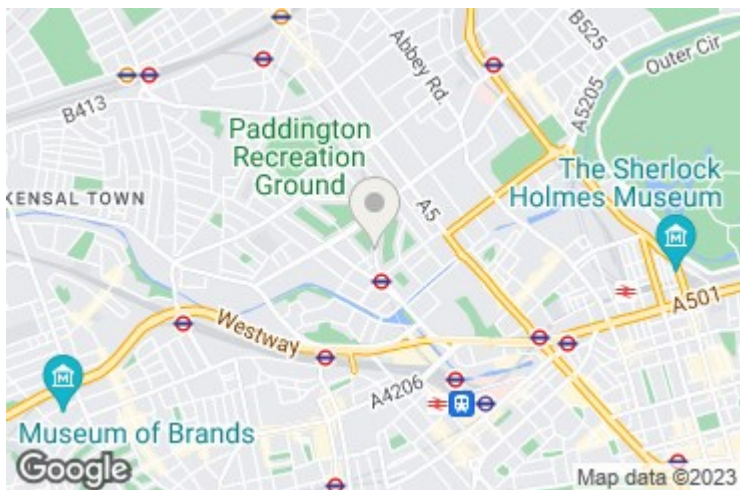 B525
Outer Cir
Abbey Rd.
A5205
B413
Paddington
Recreation
Ground
The Sherlock
Holmes Museum
KENSAL TOWN
A5
A501
Westway
A4206
Museum of Brands
Google
Map data ©2023